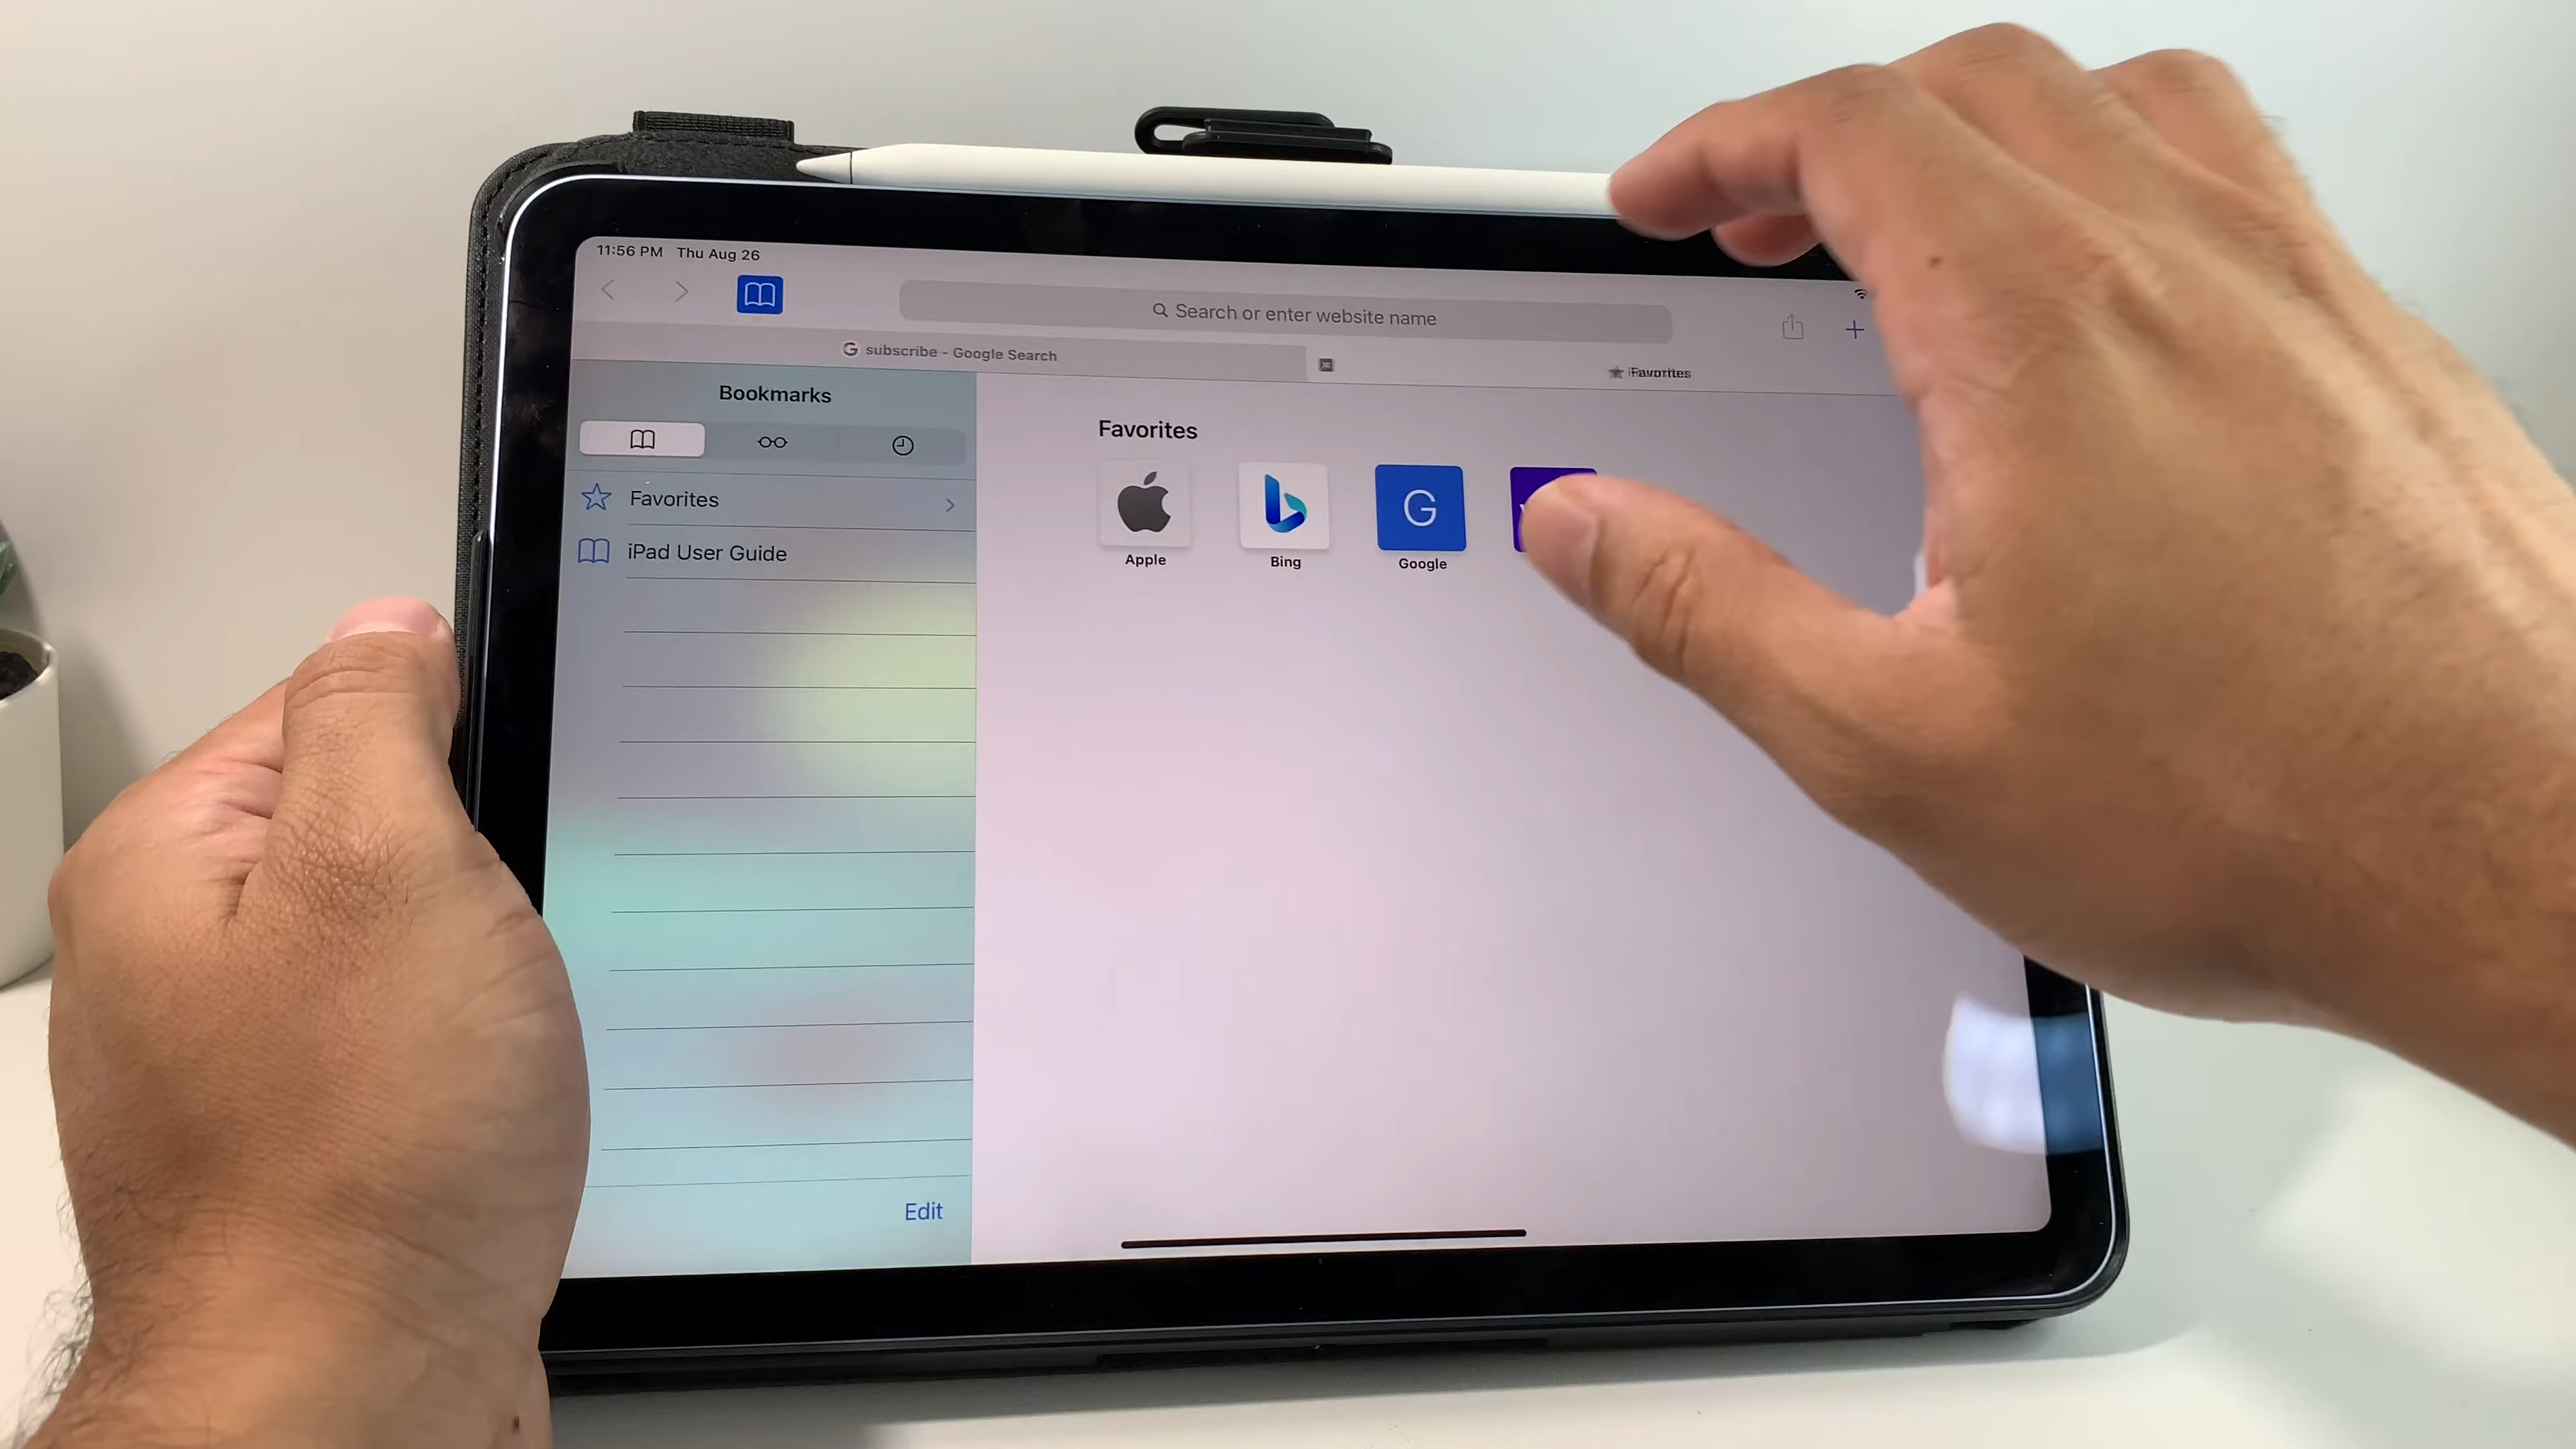 11:56 PM Thu Aug 26
Search or enter website name
subscribe - Google Search
Favorites
Bookmarks
Favorites
Favorites
iPad User Guide
G
Apple
Bing
Google
Edit